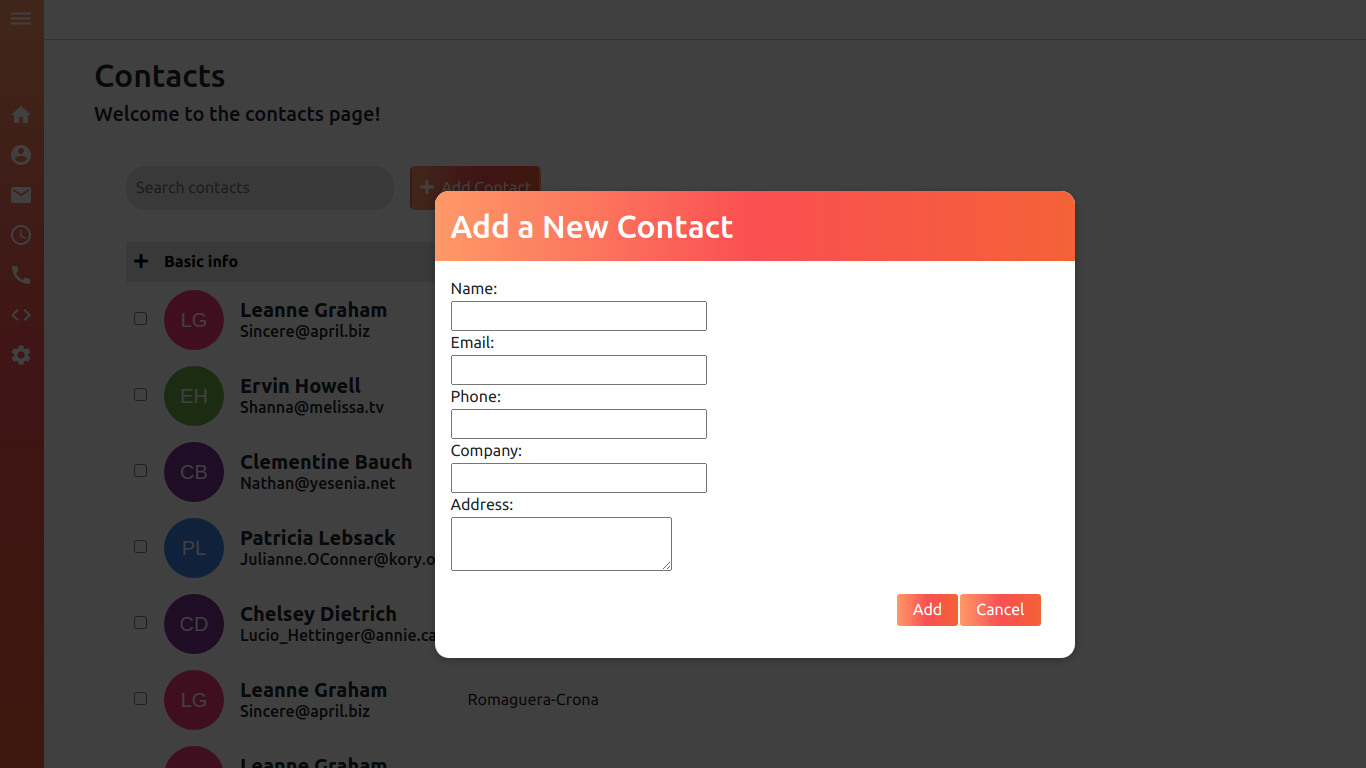 Contacts
Welcome to the contacts page!
Search contacts
Add Contact
Add a New Contact
Basic info
Name:
LG
Leanne Graham
Sincere@april.biz
Email:
EH
Ervin Howell
Shanna@melissa.tv
Phone:
Company:
CB
Clementine Bauch
Nathan@yesenia.net
Address:
PL
Patricia Lebsack
Julianne.OConner@kory.o
CD
Chelsey Dietrich
Lucio_Hettinger@annie.ca
Add
Cancel
LG
Leanne Graham
Sincere@april.biz
Romaguera-Crona
Leanne Graham